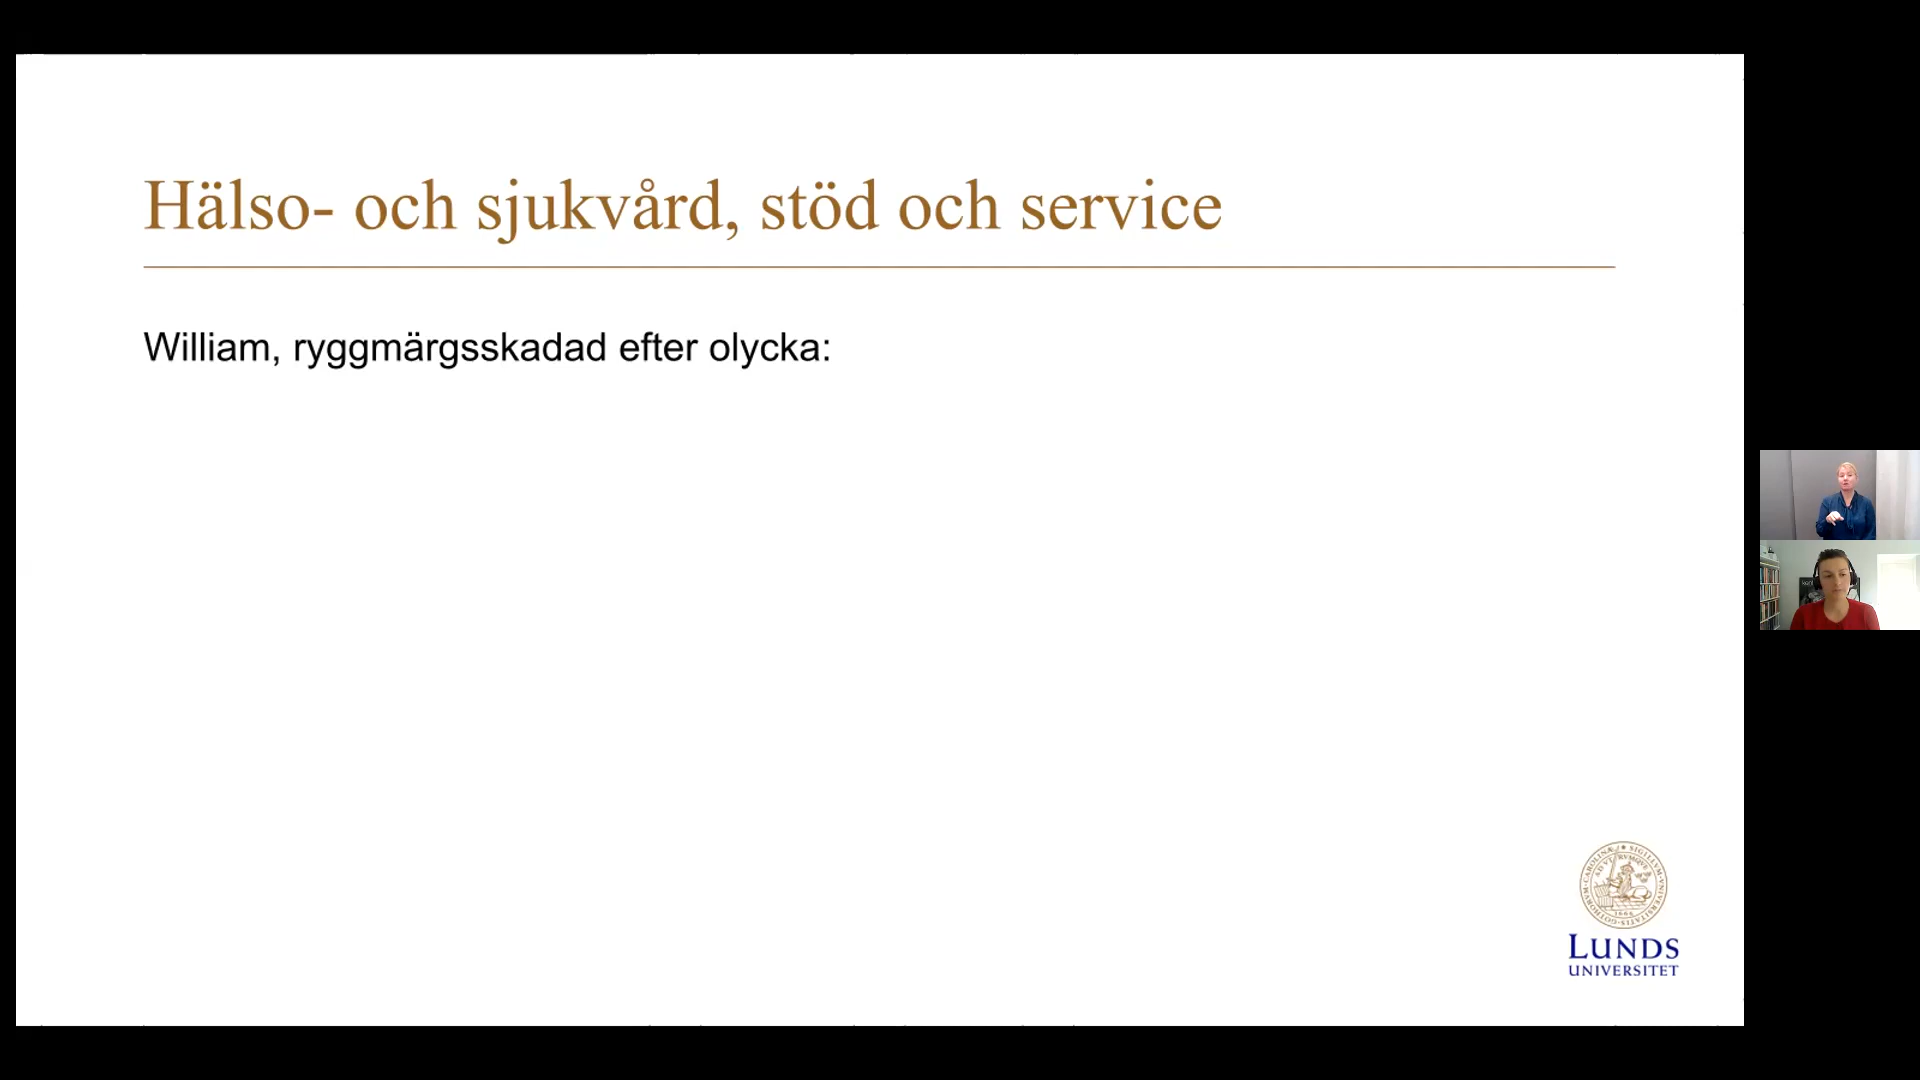 Hälso- och sjukvård, stöd och service
William, ryggmärgsskadad efter olycka:
LUNDS
UNIVERSITET